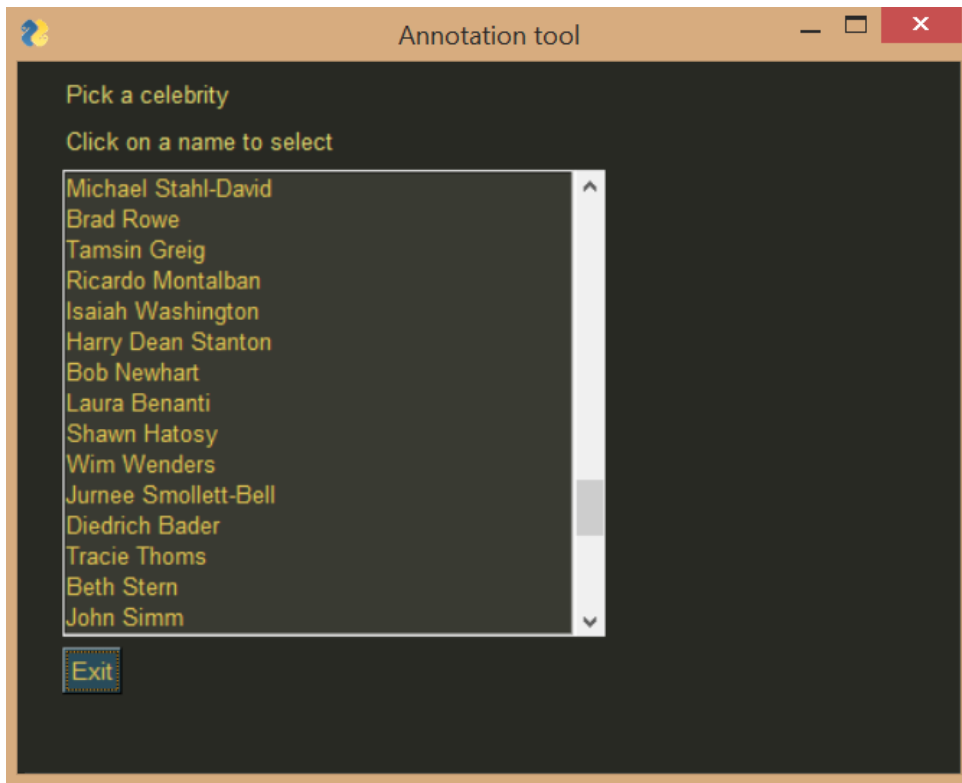 Annotation tool
Pick a celebrity
Click on a name to select
Michael Stahl-David
Brad Rowe
Tamsin Greig
Ricardo Montalban
Isaiah Washington
Harry Dean Stanton
Bob Newhart
Laura Benanti
Shawn Hatosy
Wim Wenders
Jurnee Smollett-Bell
Diedrich Bader
Tracie Thoms
Beth Stern
John Simm
Exit